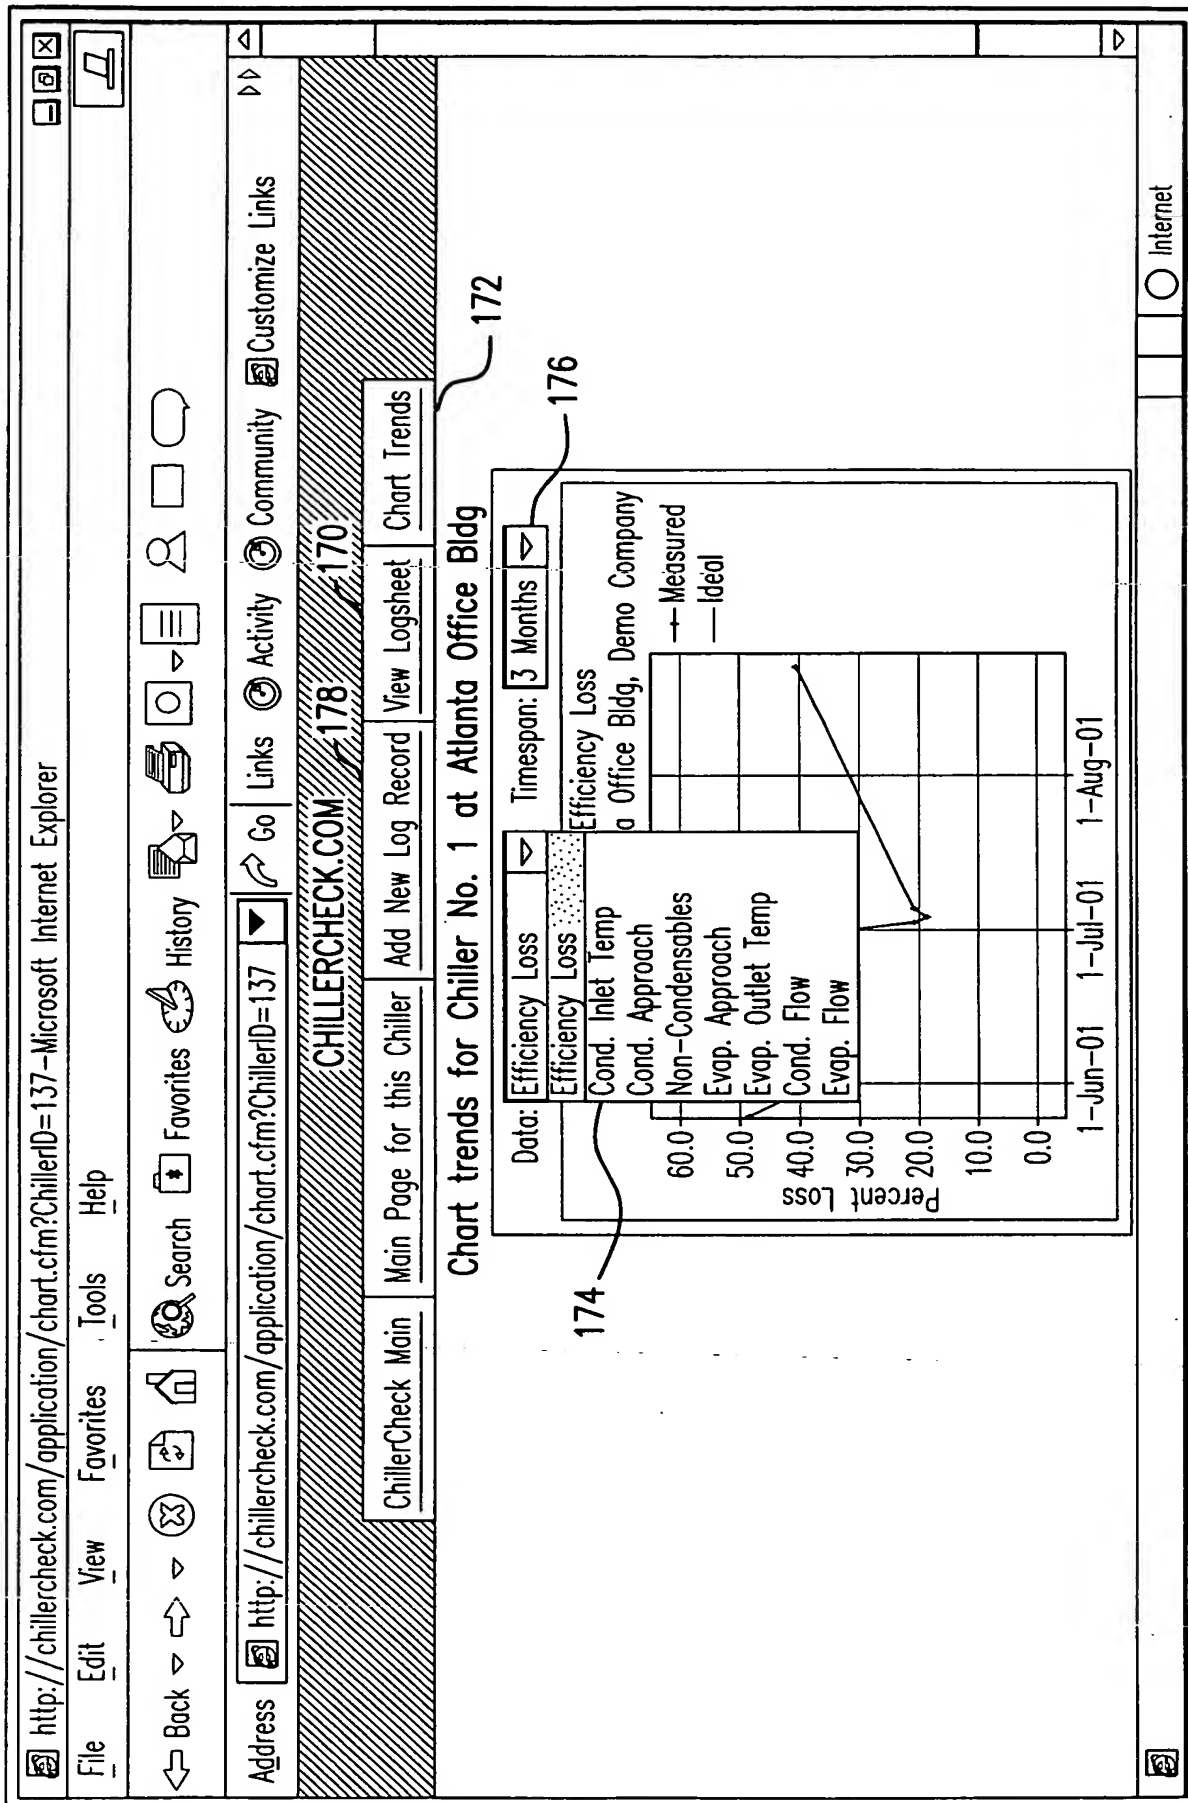 http://chillercheck.com/application/chart.cfm?ChillerID=137-Microsoft Internet Explorer
File Edit View Favorites Tools Help
Back Search Favorites History
Address http://chillercheck.com/application/chart.cfm?ChillerID=137 Go Links Activity Community Customize Links
CHILLERCHECK.COM 178 170
ChillerCheck Main Main Page for this Chiller Add New Log Record View Logsheet Chart Trends
172
Chart trends for Chiller No. 1 at Atlanta Office Bldg
Data: Efficiency Loss Timespan: 3 Months
176
Efficiency Loss
Cond. Inlet Temp
Cond. Approach
Non-Condensables
Evap. Approach
Evap. Outlet Temp
Cond. Flow
Evap. Flow
174
Efficiency Loss
a Office Bldg, Demo Company
Measured
Ideal
Percent Loss
60.0
50.0
40.0
30.0
20.0
10.0
0.0
1-Jun-01 1-Jul-01 1-Aug-01
Internet